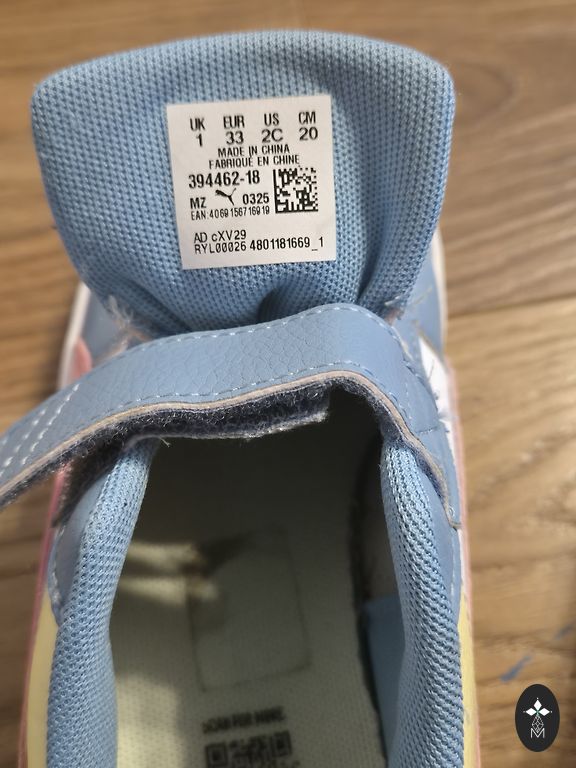 UK EUR US CM
1 33 2C 20
MADE IN CHINA
FABRIQUÉ EN CHINE
394462-18
MZ 0325
EAN:4069156716919
AD cXV29
RYL00026 4801181669_1
M